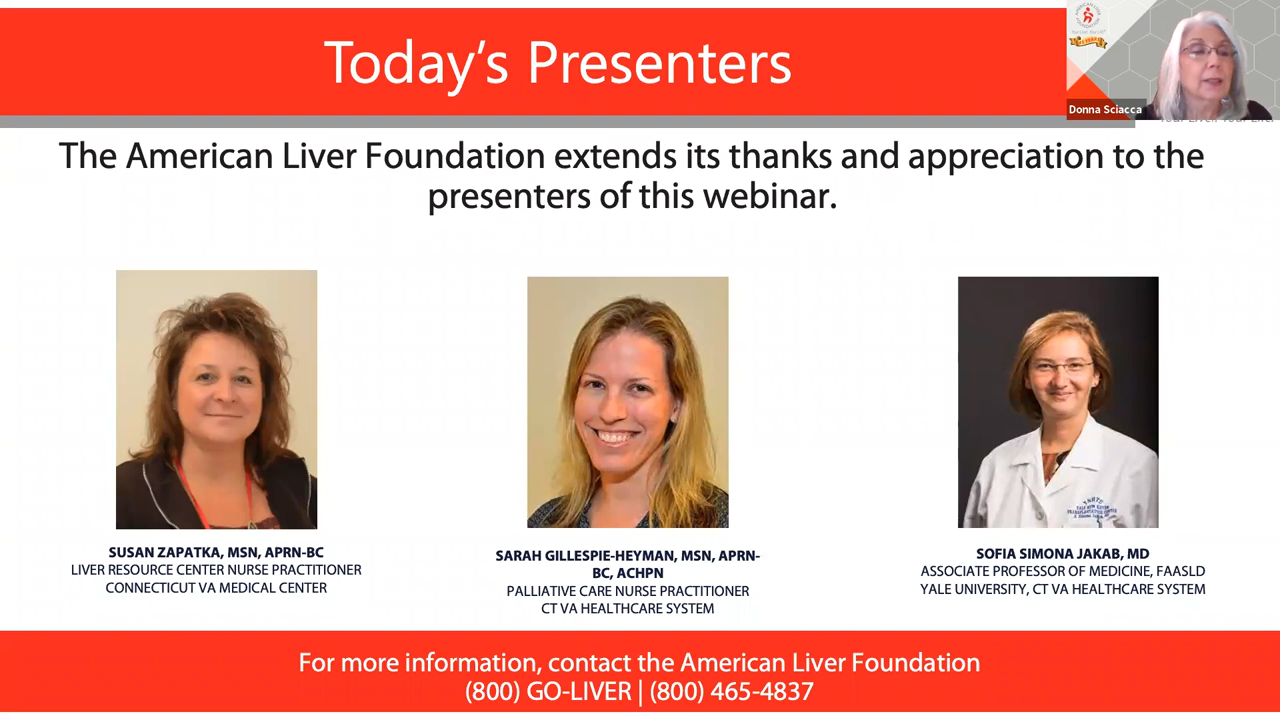 Today's Presenters
Donna Sciacca
Your Liver. Your Life.
The American Liver Foundation extends its thanks and appreciation to the
presenters of this webinar.
SUSAN ZAPATKA, MSN, APRN-BC
LIVER RESOURCE CENTER NURSE PRACTITIONER
CONNECTICUT VA MEDICAL CENTER
SARAH GILLESPIE-HEYMAN, MSN, APRN-
BC, ACHPN
PALLIATIVE CARE NURSE PRACTITIONER
CT VA HEALTHCARE SYSTEM
SOFIA SIMONA JAKAB, MD
ASSOCIATE PROFESSOR OF MEDICINE, FAASLD
YALE UNIVERSITY, CT VA HEALTHCARE SYSTEM
For more information, contact the American Liver Foundation
(800) GO-LIVER | (800) 465-4837